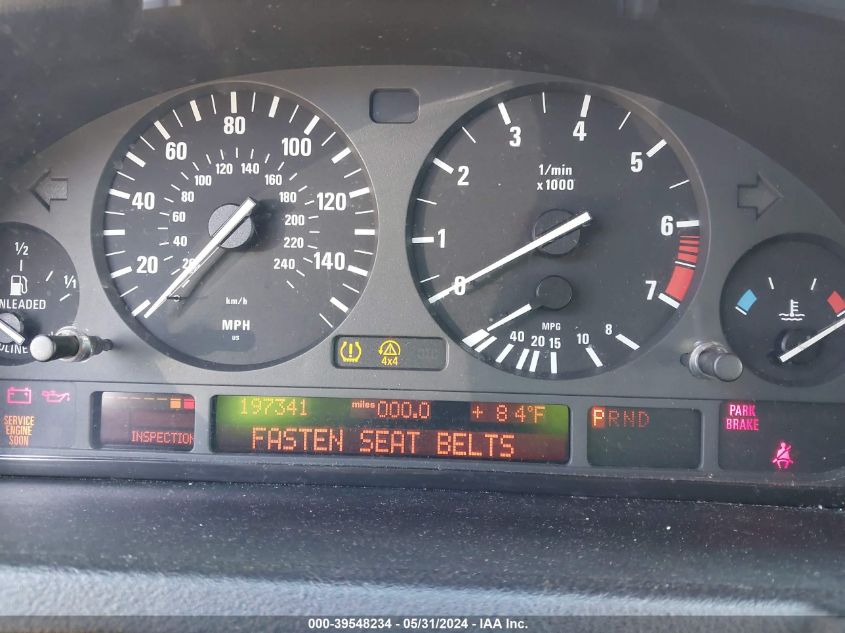 80
60
100
40
120
20
140
120 140
100
160
80
180
60
200
40
220
20
240
km/h
MPH
US
1/min
x 1000
0
1
2
3
4
5
6
7
MPG
40 20 15 10 8
1/2
1/1
4x4
SERVICE
ENGINE
SOON
INSPECTION
197341 miles 000.0 + 84°F
FASTEN SEAT BELTS
PRND
PARK
BRAKE
000-39548234 - 05/31/2024 - IAA Inc.